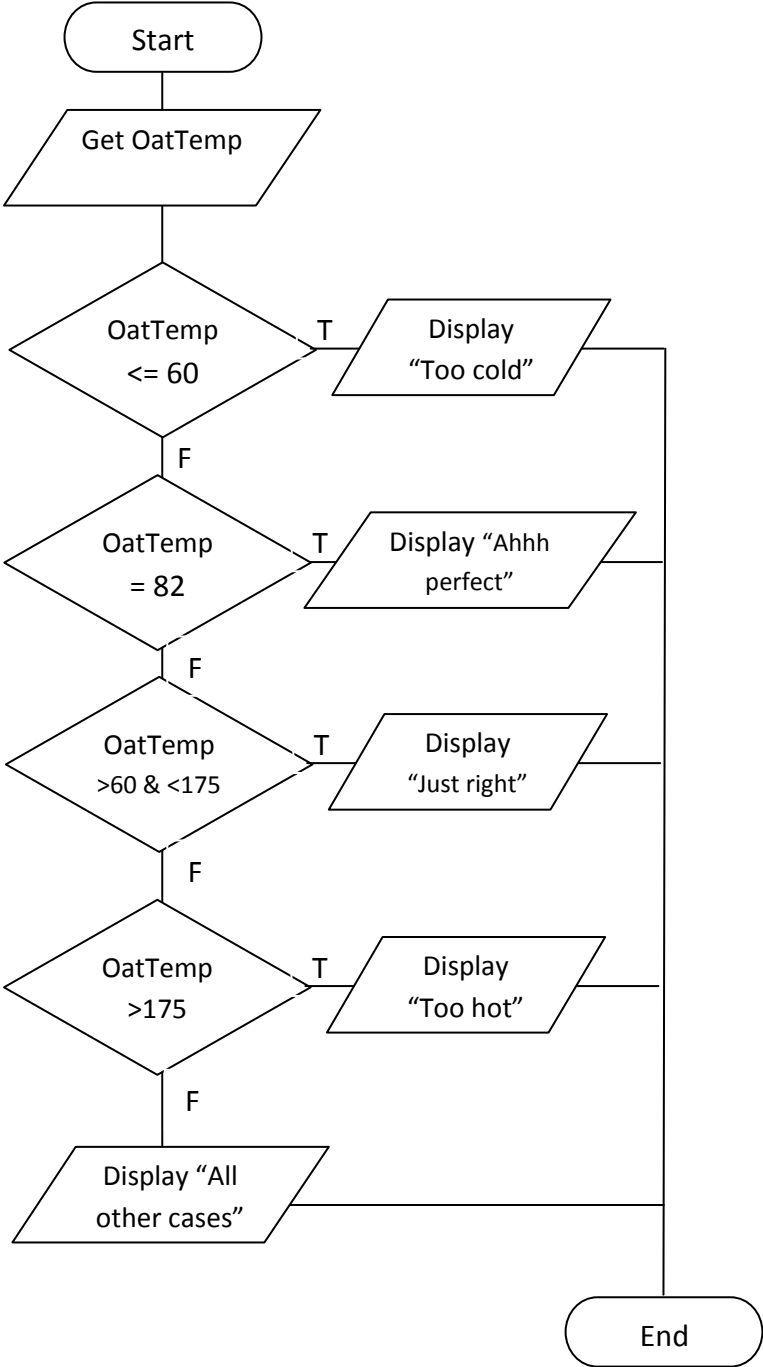 Start
Get OatTemp
OatTemp
<= 60
T
Display
“Too cold”
F
OatTemp
= 82
T
Display “Ahhh
perfect”
F
OatTemp
>60 & <175
T
Display
“Just right”
F
OatTemp
>175
T
Display
“Too hot”
F
Display “All
other cases”
End